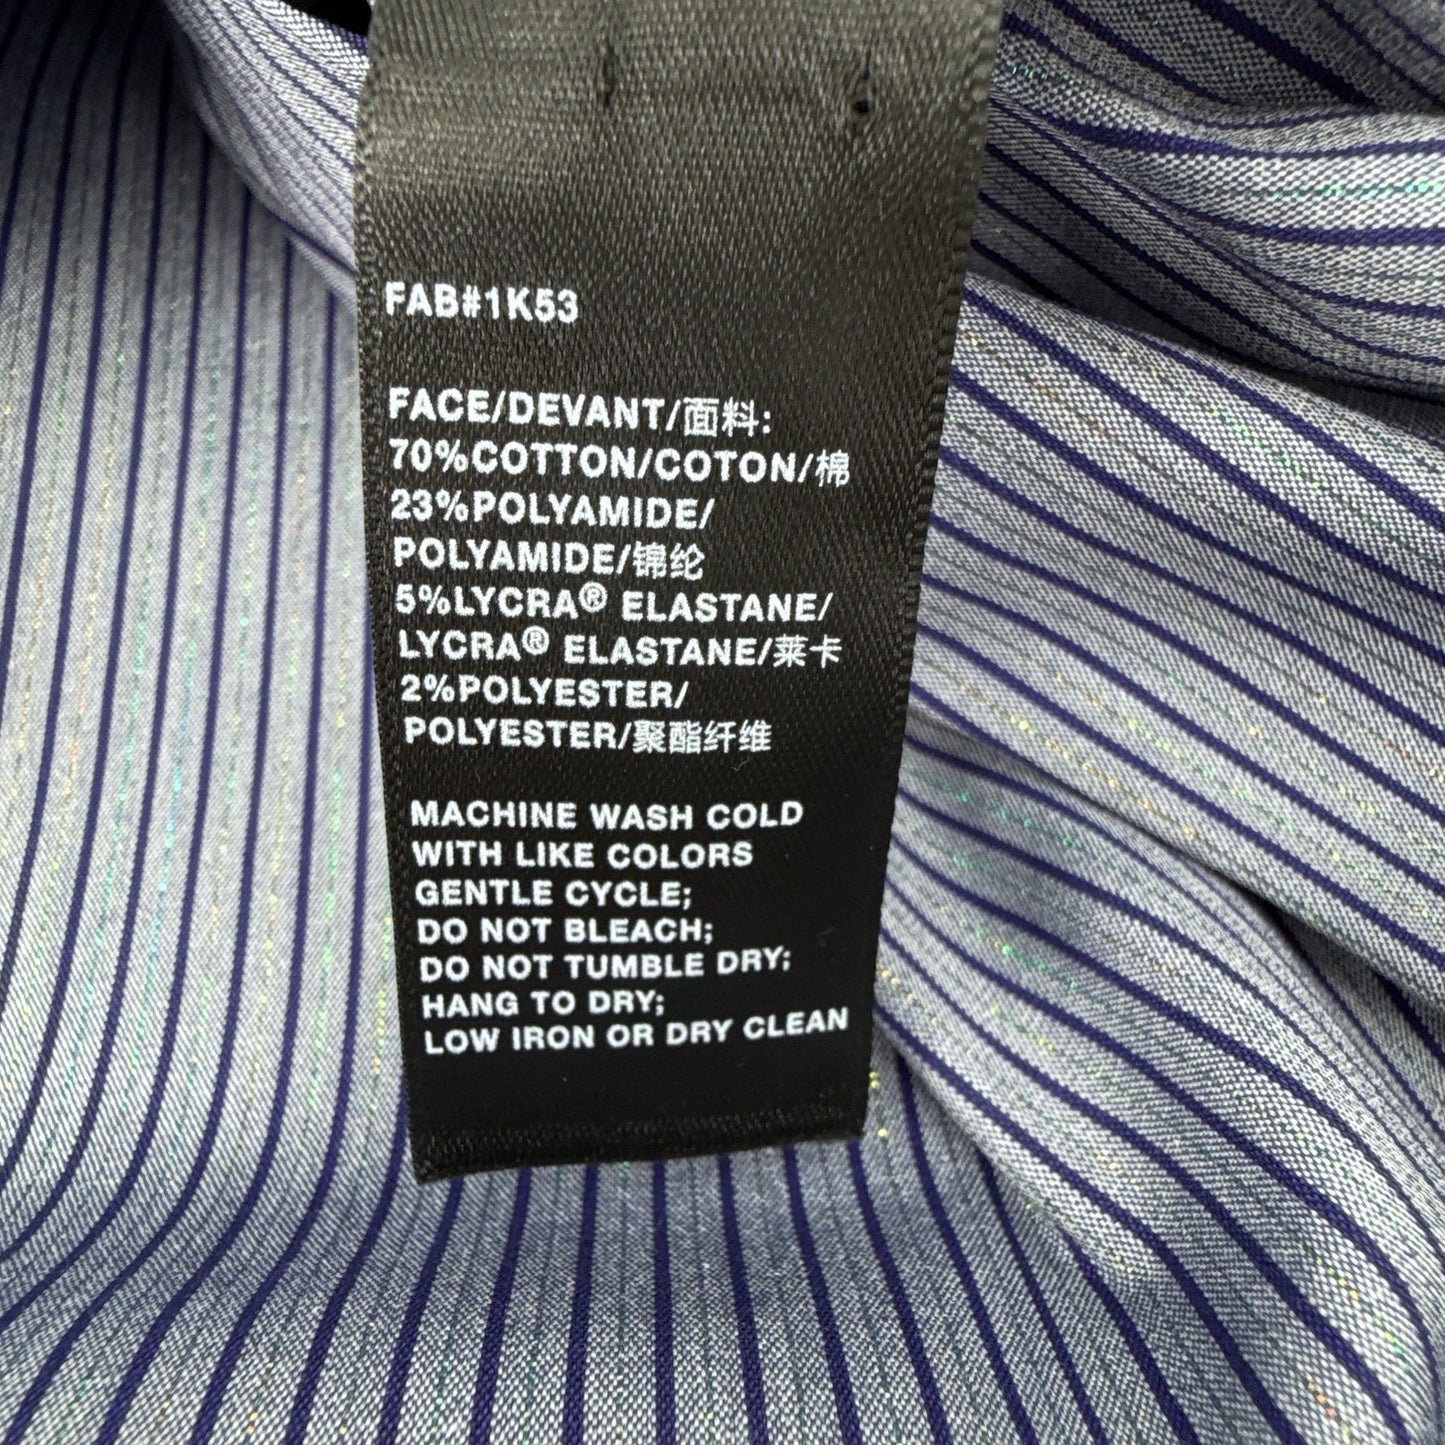 FAB#1K53
FACE/DEVANT/面料:
70%COTTON/COTON/棉
23%POLYAMIDE/
POLYAMIDE/锦纶
5%LYCRA® ELASTANE/
LYCRA® ELASTANE/莱卡
2%POLYESTER/
POLYESTER/聚酯纤维
MACHINE WASH COLD
WITH LIKE COLORS
GENTLE CYCLE;
DO NOT BLEACH;
DO NOT TUMBLE DRY;
HANG TO DRY;
LOW IRON OR DRY CLEAN